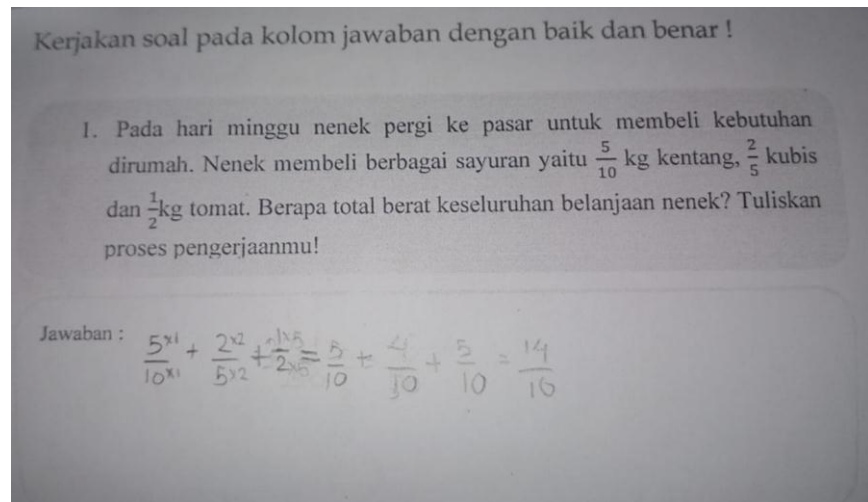 Kerjakan soal pada kolom jawaban dengan baik dan benar !
1. Pada hari minggu nenek pergi ke pasar untuk membeli kebutuhan
dirumah. Nenek membeli berbagai sayuran yaitu 5/10 kg kentang, 2/5 kubis
dan 1/2 kg tomat. Berapa total berat keseluruhan belanjaan nenek? Tuliskan
proses pengerjaanmu!
Jawaban : 5×1/10×1 + 2×2/5×2 + 1×5/2×5 = 5/10 + 4/10 + 5/10 = 14/10